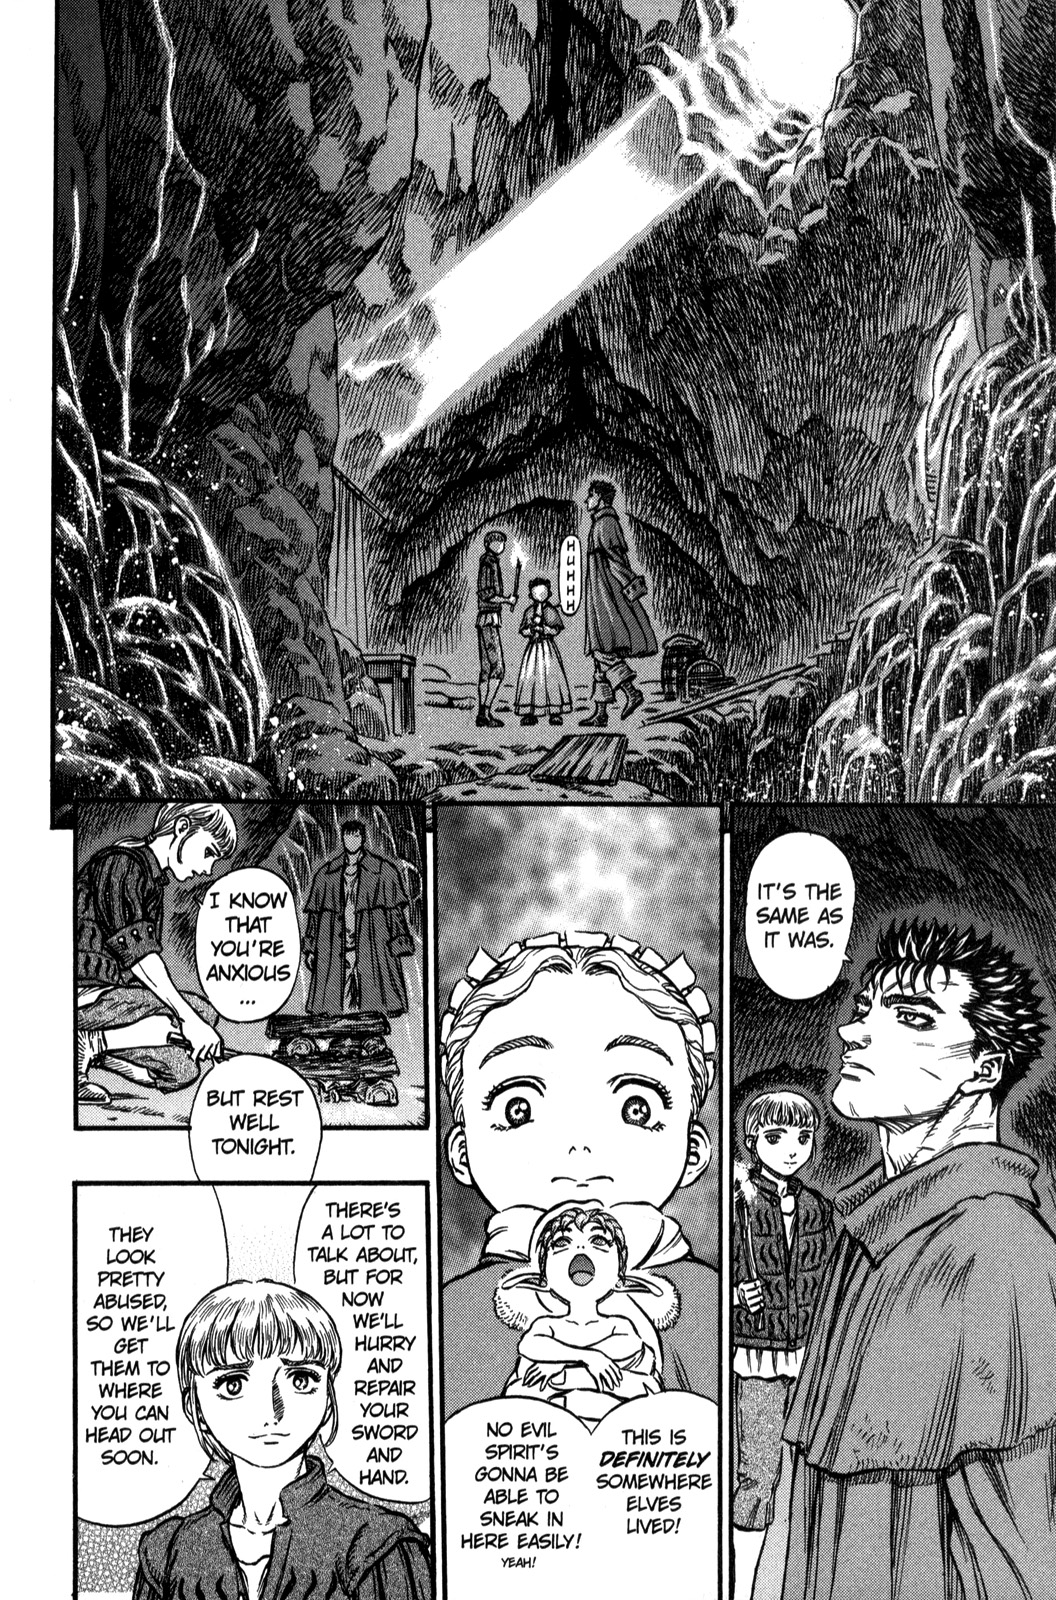 HUHHH
IT'S THE
SAME AS
IT WAS.
THIS IS
DEFINITELY
SOMEWHERE
ELVES
LIVED!
NO EVIL
SPIRIT'S
GONNA BE
ABLE TO
SNEAK IN
HERE EASILY!
YEAH!
I KNOW
THAT
YOU'RE
ANXIOUS
...
BUT REST
WELL
TONIGHT.
THERE'S
A LOT TO
TALK ABOUT,
BUT FOR
NOW
WE'LL
HURRY
AND
REPAIR
YOUR
SWORD
AND
HAND.
THEY
LOOK
PRETTY
ABUSED,
SO WE'LL
GET
THEM TO
WHERE
YOU CAN
HEAD OUT
SOON.